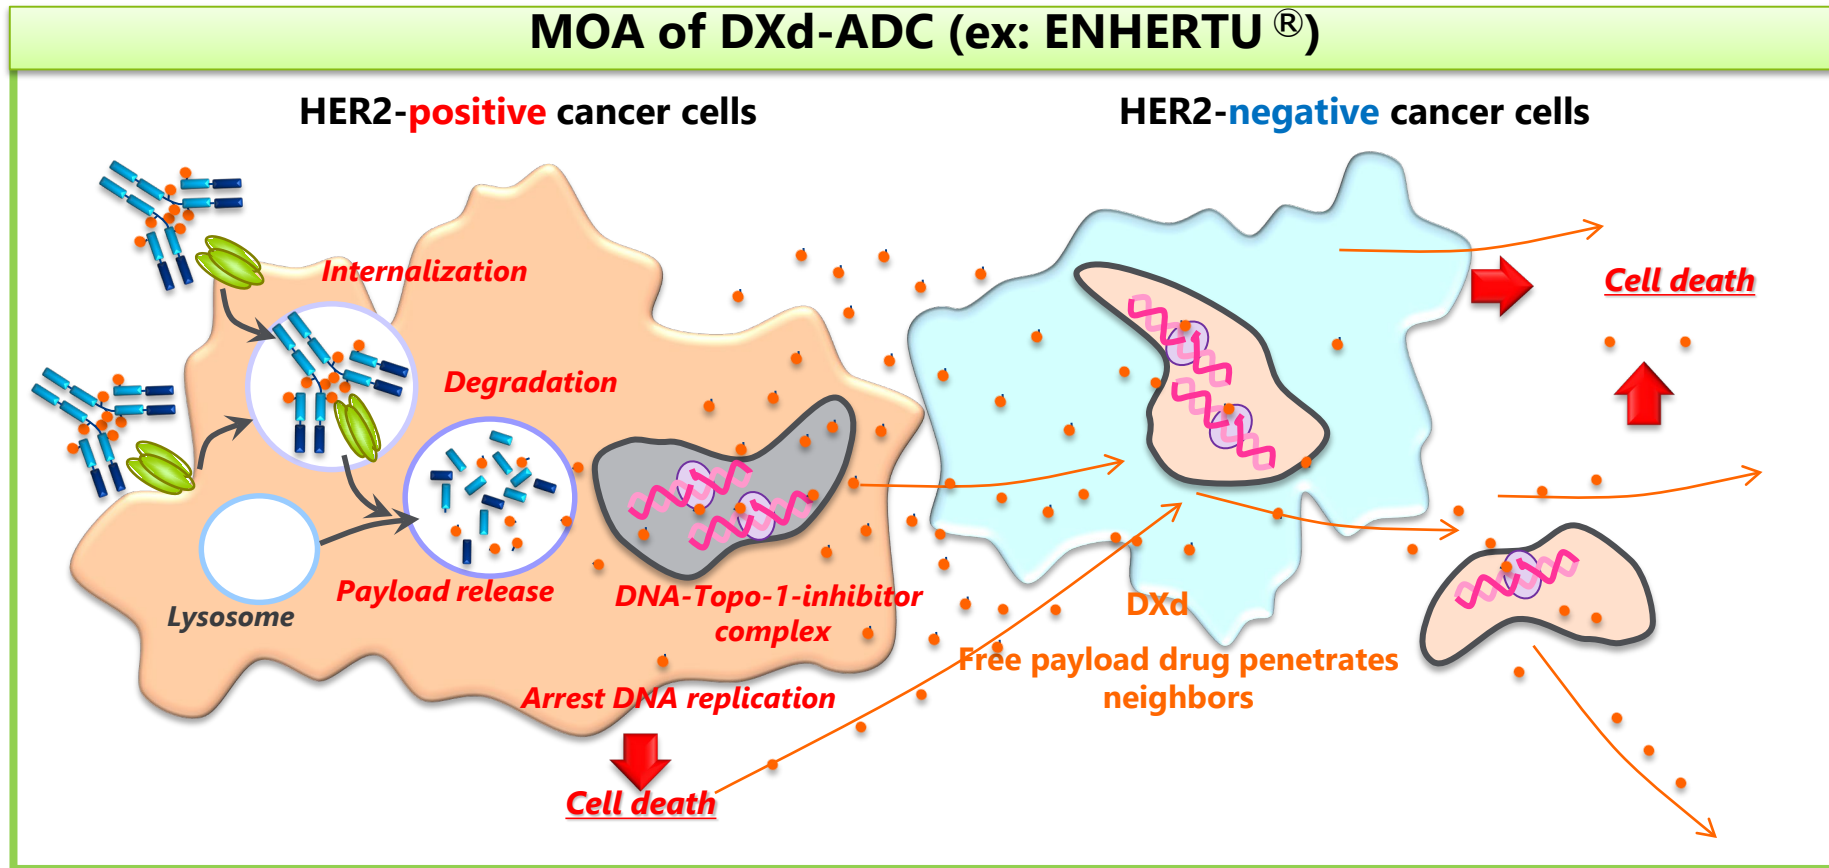 MOA of DXd-ADC (ex: ENHERTU®)
HER2-positive cancer cells
HER2-negative cancer cells
Internalization
Cell death
Degradation
Payload release
Lysosome
DNA-Topo-1-inhibitor
complex
DXd
Free payload drug penetrates
neighbors
Arrest DNA replication
Cell death